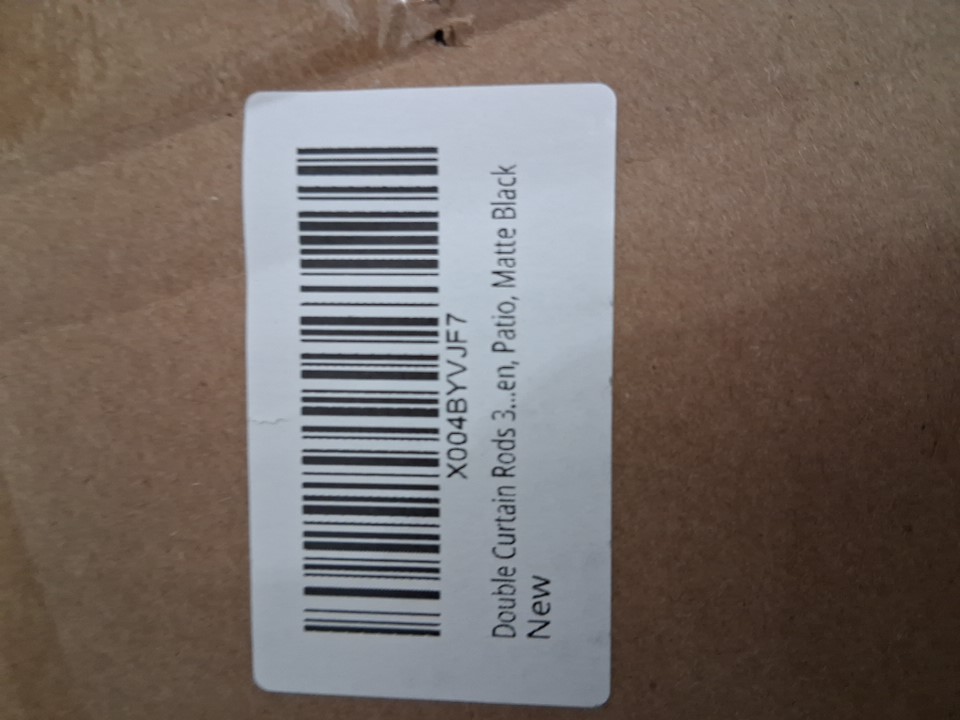 X004BYVJF7
Double Curtain Rods 3...en, Patio, Matte Black
New